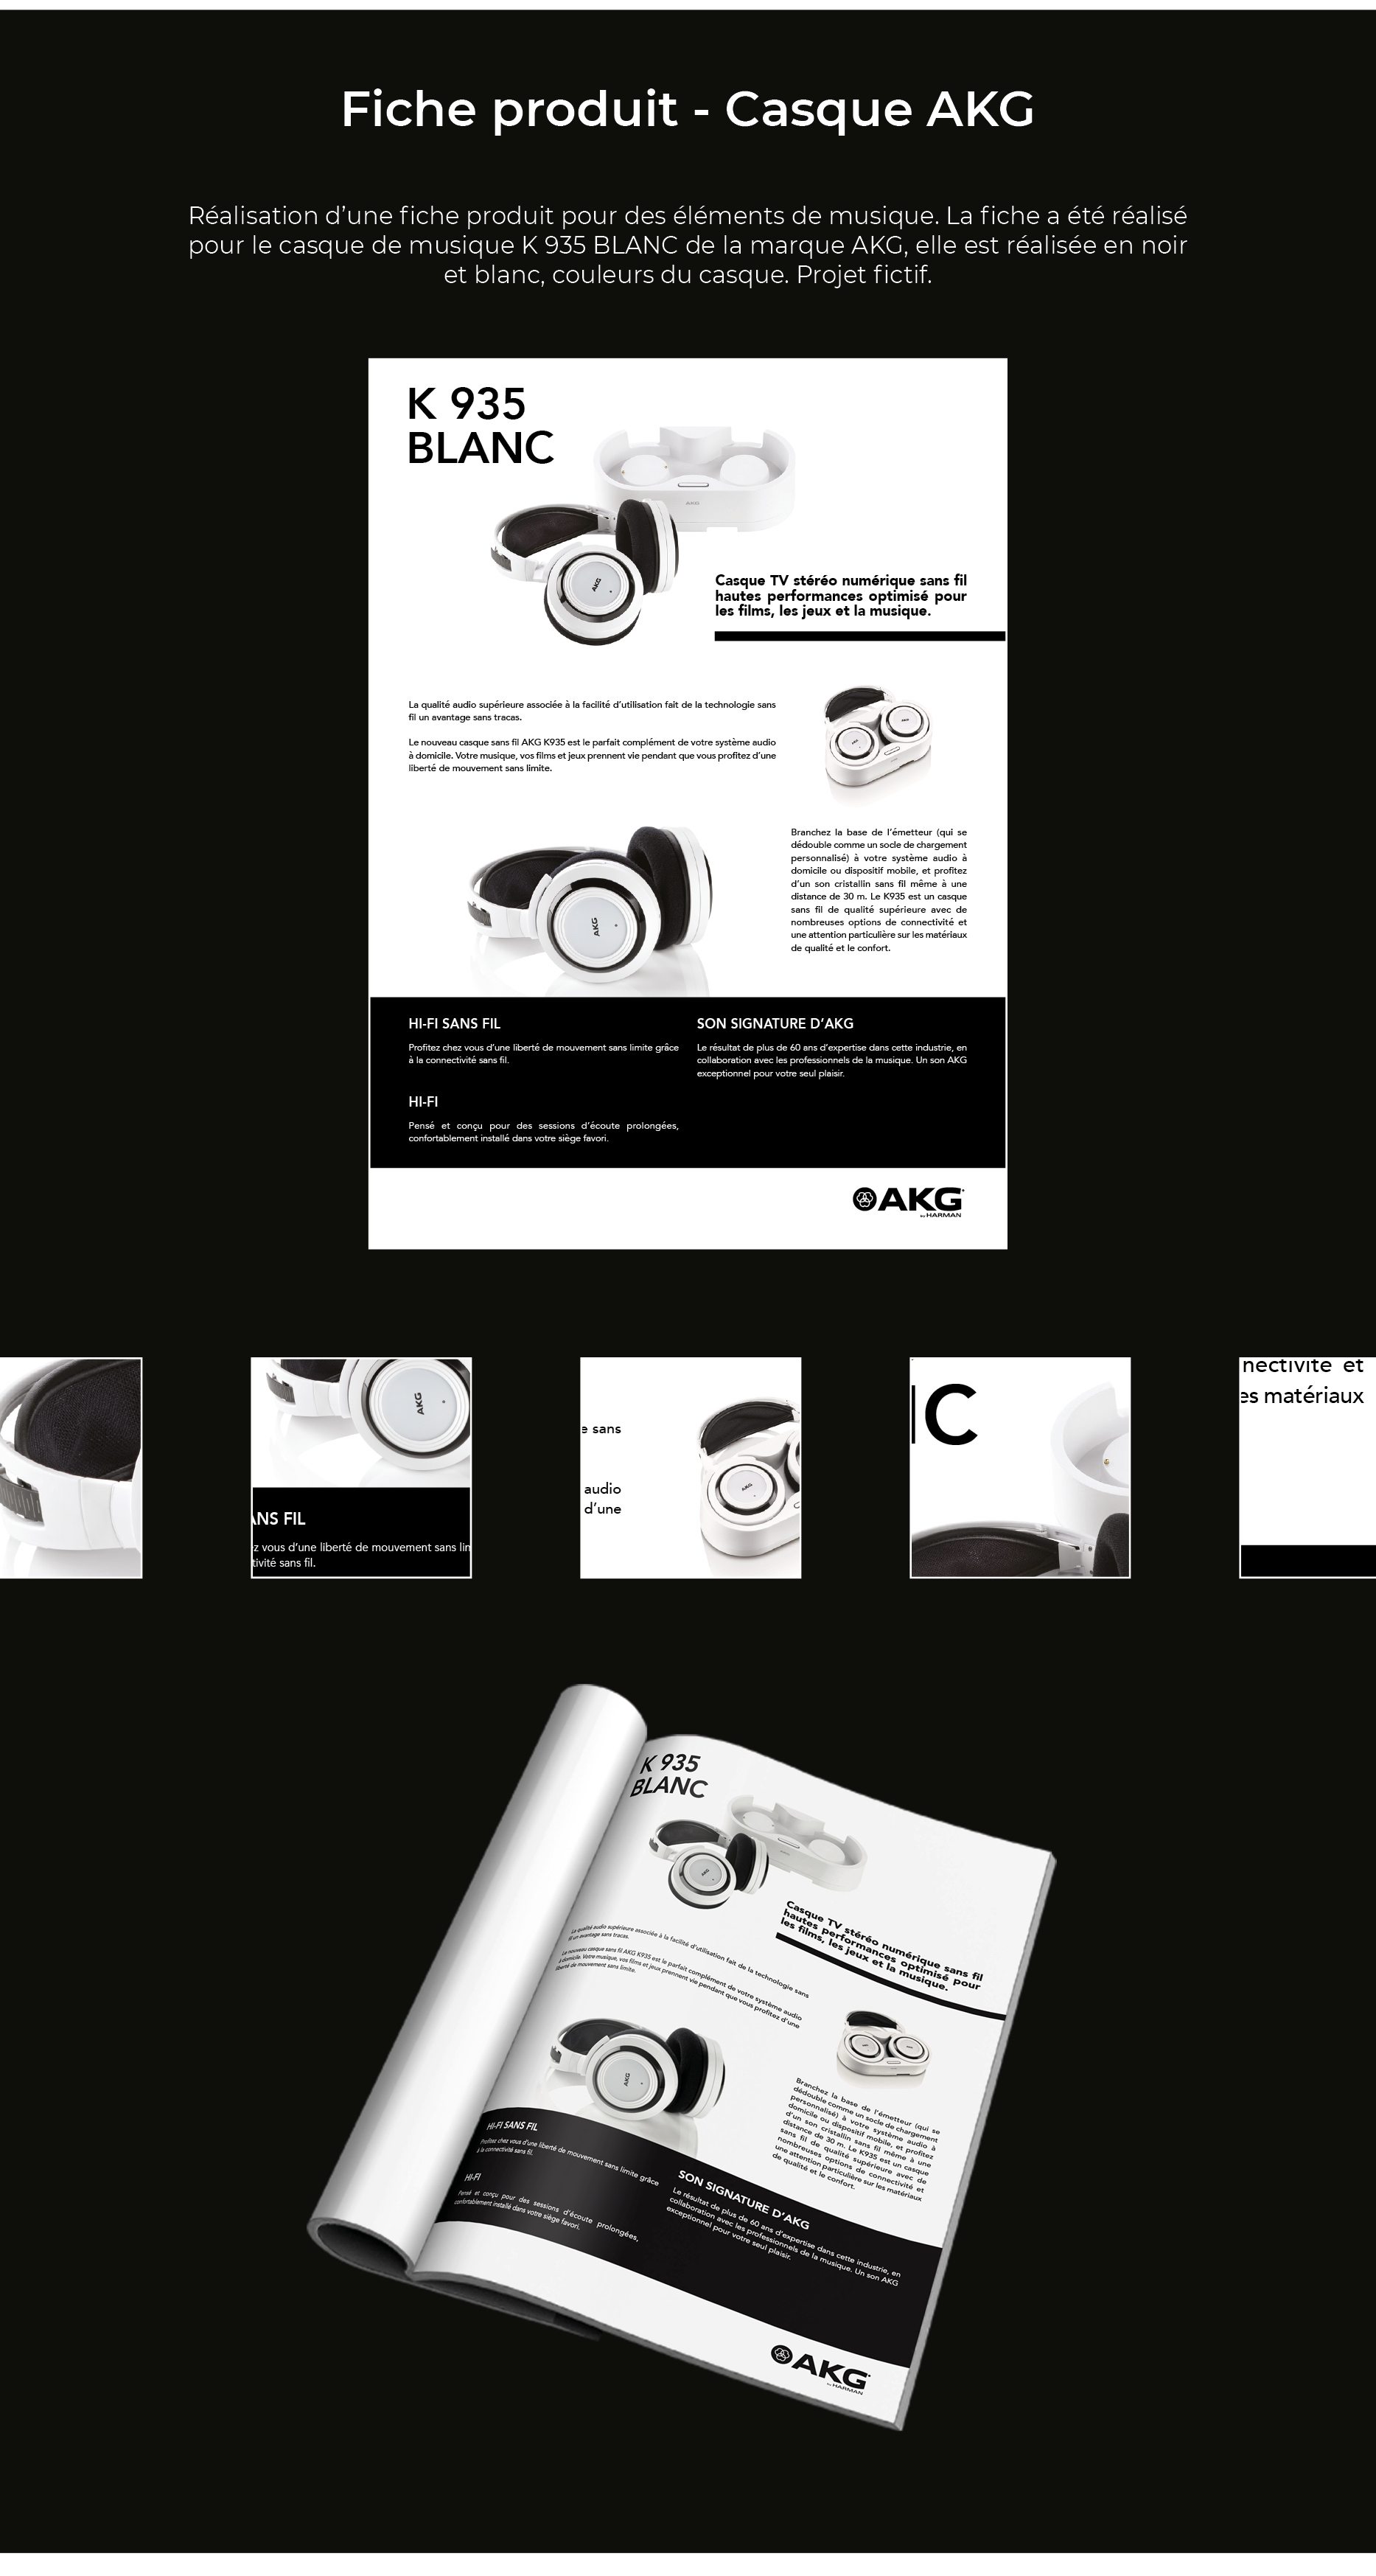 Fiche produit - Casque AKG
Réalisation d’une fiche produit pour des éléments de musique. La fiche a été réalisé
pour le casque de musique K 935 BLANC de la marque AKG, elle est réalisée en noir
et blanc, couleurs du casque. Projet fictif.
K 935
BLANC
AKG
AKG
Casque TV stéréo numérique sans fil
hautes performances optimisé pour
les films, les jeux et la musique.
La qualité audio supérieure associée à la facilité d’utilisation fait de la technologie sans
fil un avantage sans tracas.
Le nouveau casque sans fil AKG K935 est le parfait complément de votre système audio
à domicile. Votre musique, vos films et jeux prennent vie pendant que vous profitez d’une
liberté de mouvement sans limite.
AKG
AKG
Branchez la base de l’émetteur (qui se
dédouble comme un socle de chargement
personnalisé) à votre système audio à
domicile ou dispositif mobile, et profitez
d’un son cristallin sans fil même à une
distance de 30 m. Le K935 est un casque
sans fil de qualité supérieure avec de
nombreuses options de connectivité et
une attention particulière sur les matériaux
de qualité et le confort.
AKG
HI-FI SANS FIL
Profitez chez vous d’une liberté de mouvement sans limite grâce
à la connectivité sans fil.
HI-FI
Pensé et conçu pour des sessions d’écoute prolongées,
confortablement installé dans votre siège favori.
SON SIGNATURE D’AKG
Le résultat de plus de 60 ans d’expertise dans cette industrie, en
collaboration avec les professionnels de la musique. Un son AKG
exceptionnel pour votre seul plaisir.
AKG
by HARMAN
AKG
ANS FIL
z vous d’une liberté de mouvement sans lim
tivité sans fil.
e sans
audio
d’une
AKG
IC
nectivité et
es matériaux
K 935
BLANC
AKG
Casque TV stéréo numérique sans fil
hautes performances optimisé pour
les films, les jeux et la musique.
La qualité audio supérieure associée à la facilité d’utilisation fait de la technologie sans
fil un avantage sans tracas.
Le nouveau casque sans fil AKG K935 est le parfait complément de votre système audio
à domicile. Votre musique, vos films et jeux prennent vie pendant que vous profitez d’une
liberté de mouvement sans limite.
Branchez la base de l’émetteur (qui se
dédouble comme un socle de chargement
personnalisé) à votre système audio à
domicile ou dispositif mobile, et profitez
d’un son cristallin sans fil même à une
distance de 30 m. Le K935 est un casque
sans fil de qualité supérieure avec de
nombreuses options de connectivité et
une attention particulière sur les matériaux
de qualité et le confort.
AKG
HI-FI SANS FIL
Profitez chez vous d’une liberté de mouvement sans limite grâce
à la connectivité sans fil.
HI-FI
Pensé et conçu pour des sessions d’écoute prolongées,
confortablement installé dans votre siège favori.
SON SIGNATURE D’AKG
Le résultat de plus de 60 ans d’expertise dans cette industrie, en
collaboration avec les professionnels de la musique. Un son AKG
exceptionnel pour votre seul plaisir.
AKG
by HARMAN